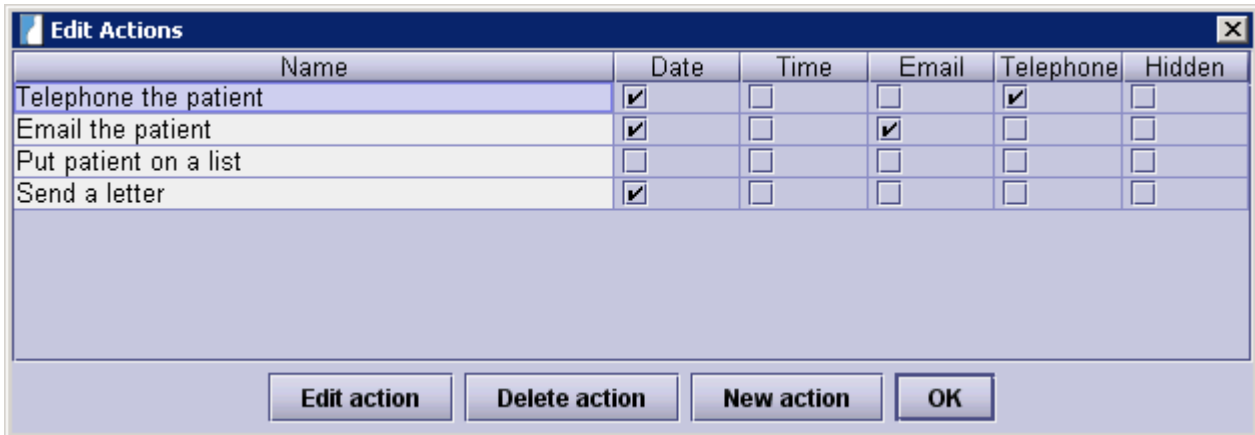 Edit Actions
Name Date Time Email Telephone Hidden
Telephone the patient
Email the patient
Put patient on a list
Send a letter
Edit action Delete action New action OK